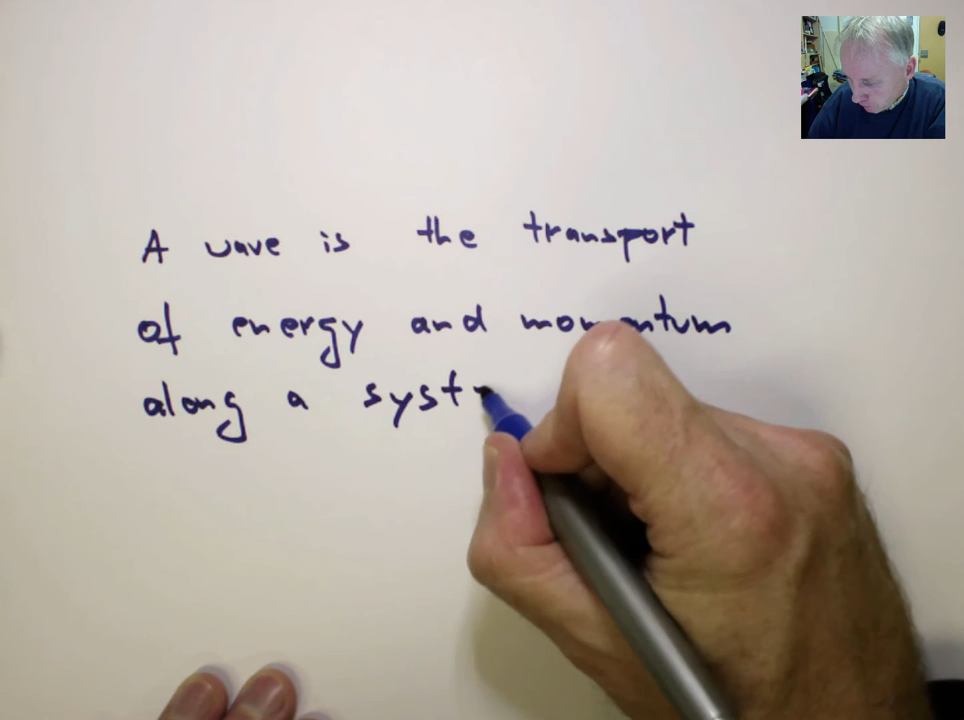 A wave is the transport
of energy and momentum
along a syst